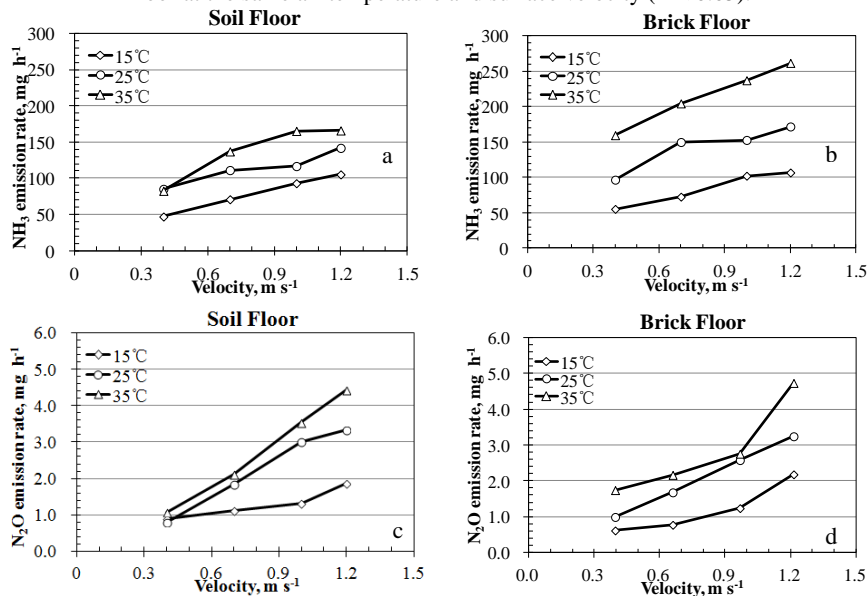 Soil Floor
NH₃ emission rate, mg h⁻¹
300
250
200
150
100
50
0
15℃
25℃
35℃
a
0 0.3 0.6 0.9 1.2 1.5
Velocity, m s⁻¹
Brick Floor
NH₃ emission rate, mg h⁻¹
300
250
200
150
100
50
0
15℃
25℃
35℃
b
0.0 0.3 0.6 0.9 1.2 1.5
Velocity, m s⁻¹
Soil Floor
N₂O emission rate, mg h⁻¹
6.0
5.0
4.0
3.0
2.0
1.0
0.0
15℃
25℃
35℃
c
0 0.3 0.6 0.9 1.2 1.5
Velocity, m s⁻¹
Brick Floor
N₂O emission rate, mg h⁻¹
6.0
5.0
4.0
3.0
2.0
1.0
0.0
15℃
25℃
35℃
d
0.0 0.3 0.6 0.9 1.2 1.5
Velocity, m s⁻¹